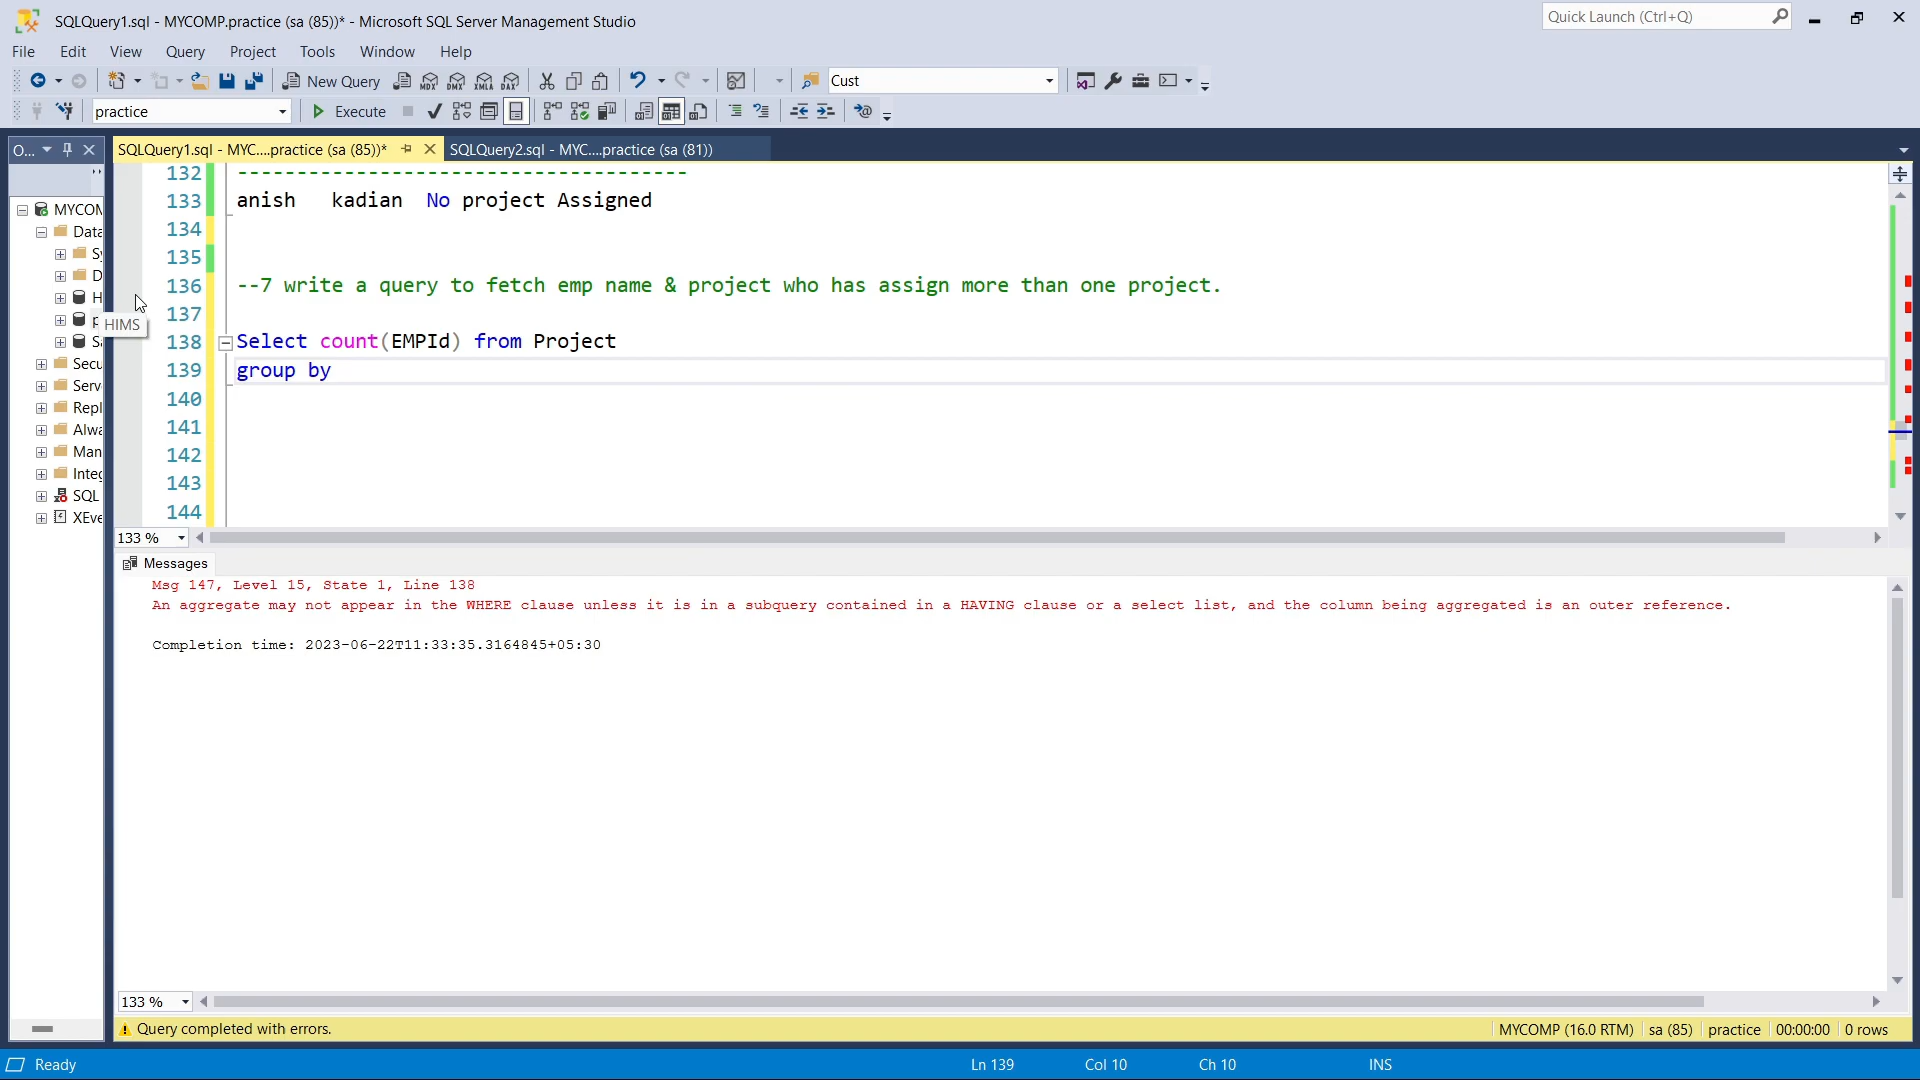 SQLQuery1.sql - MYCOMP.practice (sa (85))* - Microsoft SQL Server Management Studio
Quick Launch (Ctrl+Q)
File Edit View Query Project Tools Window Help
New Query MDX DMX XMLA DAX Cust
practice Execute
O... SQLQuery1.sql - MYC....practice (sa (85))* SQLQuery2.sql - MYC....practice (sa (81))
MYCOM
Data
Sy
D
H
HIMS
p
Sa
Secu
Serv
Repl
Alwa
Man
Integ
SQL
XEve
132 --------------------------------------
133 anish kadian No project Assigned
134
135
136 --7 write a query to fetch emp name & project who has assign more than one project.
137
138 Select count(EMPId) from Project
139 group by
140
141
142
143
144
133 %
Messages
Msg 147, Level 15, State 1, Line 138
An aggregate may not appear in the WHERE clause unless it is in a subquery contained in a HAVING clause or a select list, and the column being aggregated is an outer reference.
Completion time: 2023-06-22T11:33:35.3164845+05:30
133 %
Query completed with errors. MYCOMP (16.0 RTM) sa (85) practice 00:00:00 0 rows
Ready Ln 139 Col 10 Ch 10 INS